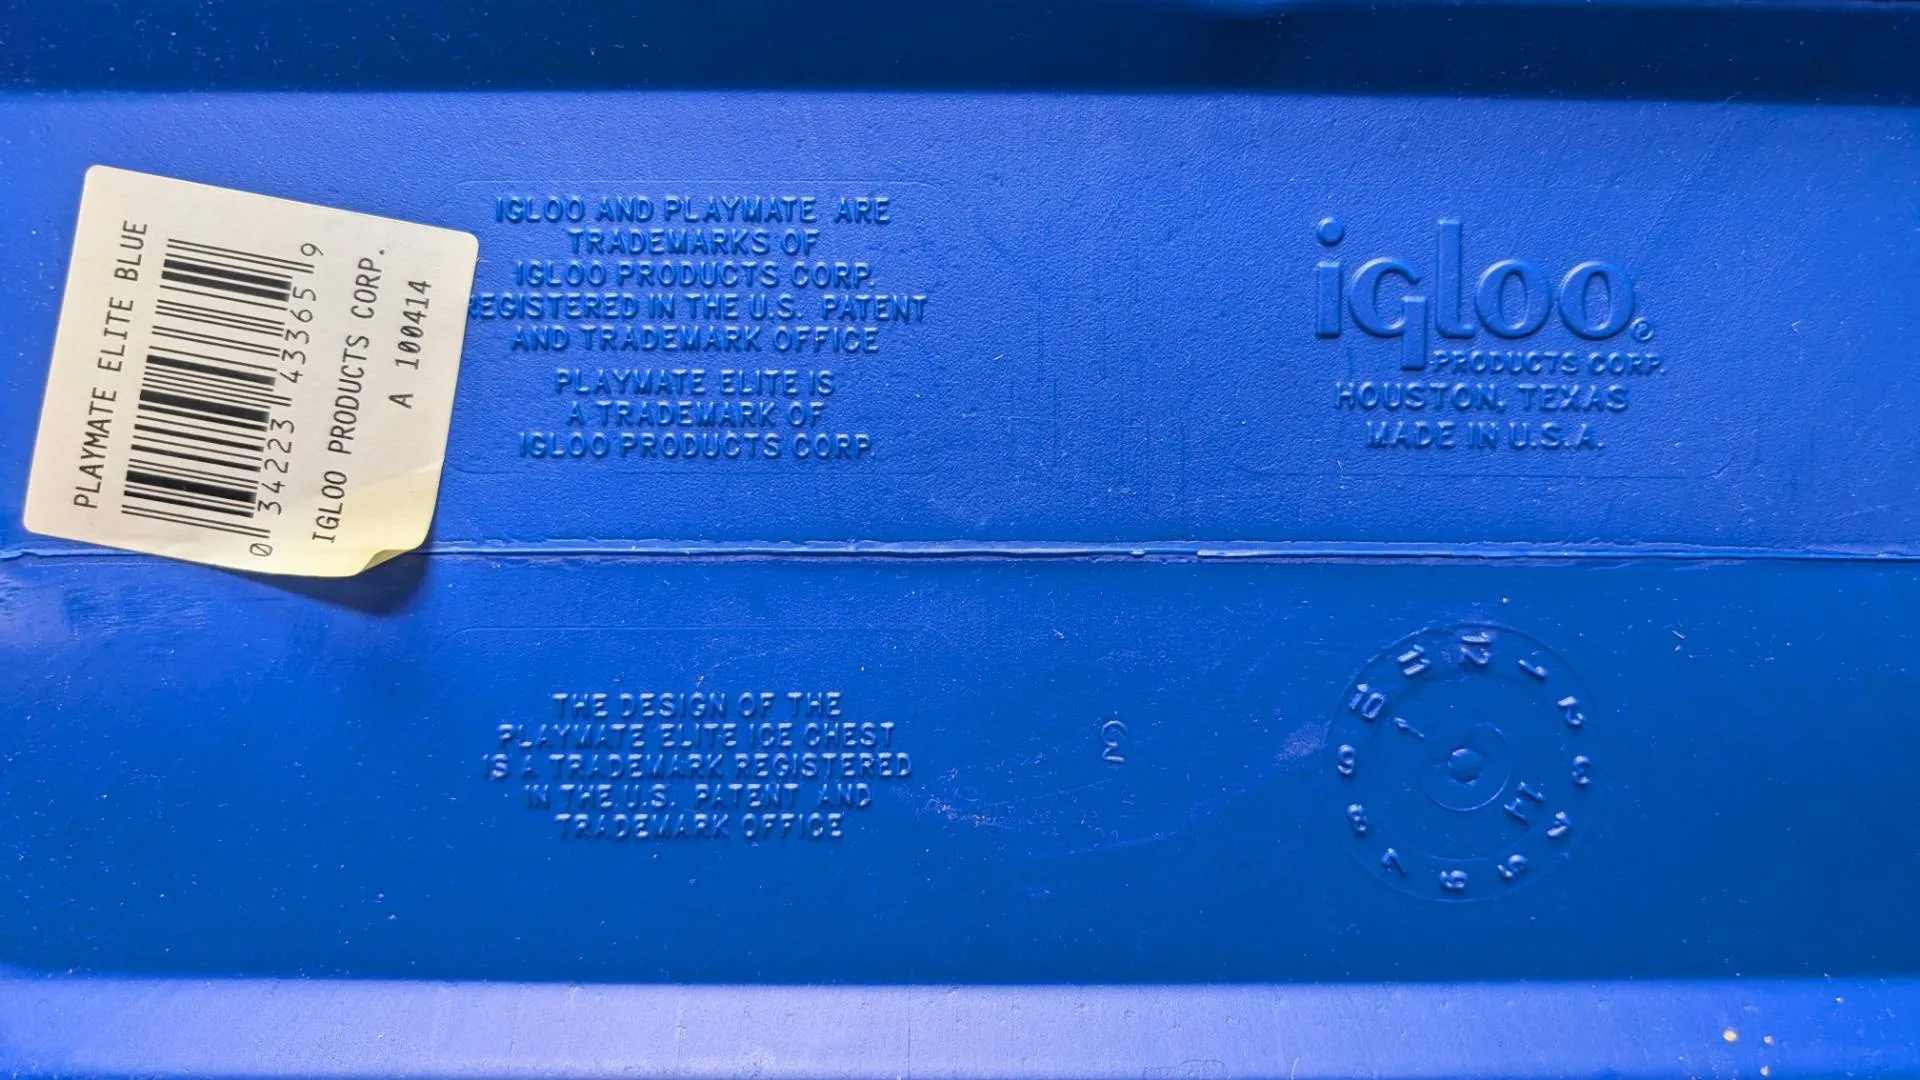 PLAYMATE ELITE BLUE
0 34223 43365 9
IGLOO PRODUCTS CORP.
A 100414
IGLOO AND PLAYMATE ARE
TRADEMARKS OF
IGLOO PRODUCTS CORP.
REGISTERED IN THE U.S. PATENT
AND TRADEMARK OFFICE
PLAYMATE ELITE IS
A TRADEMARK OF
IGLOO PRODUCTS CORP.
igloo®
PRODUCTS CORP.
HOUSTON, TEXAS
MADE IN U.S.A.
THE DESIGN OF THE
PLAYMATE ELITE ICE CHEST
IS A TRADEMARK REGISTERED
IN THE U.S. PATENT AND
TRADEMARK OFFICE
3
12
1
2
3
4
5
6
7
8
9
10
11
14